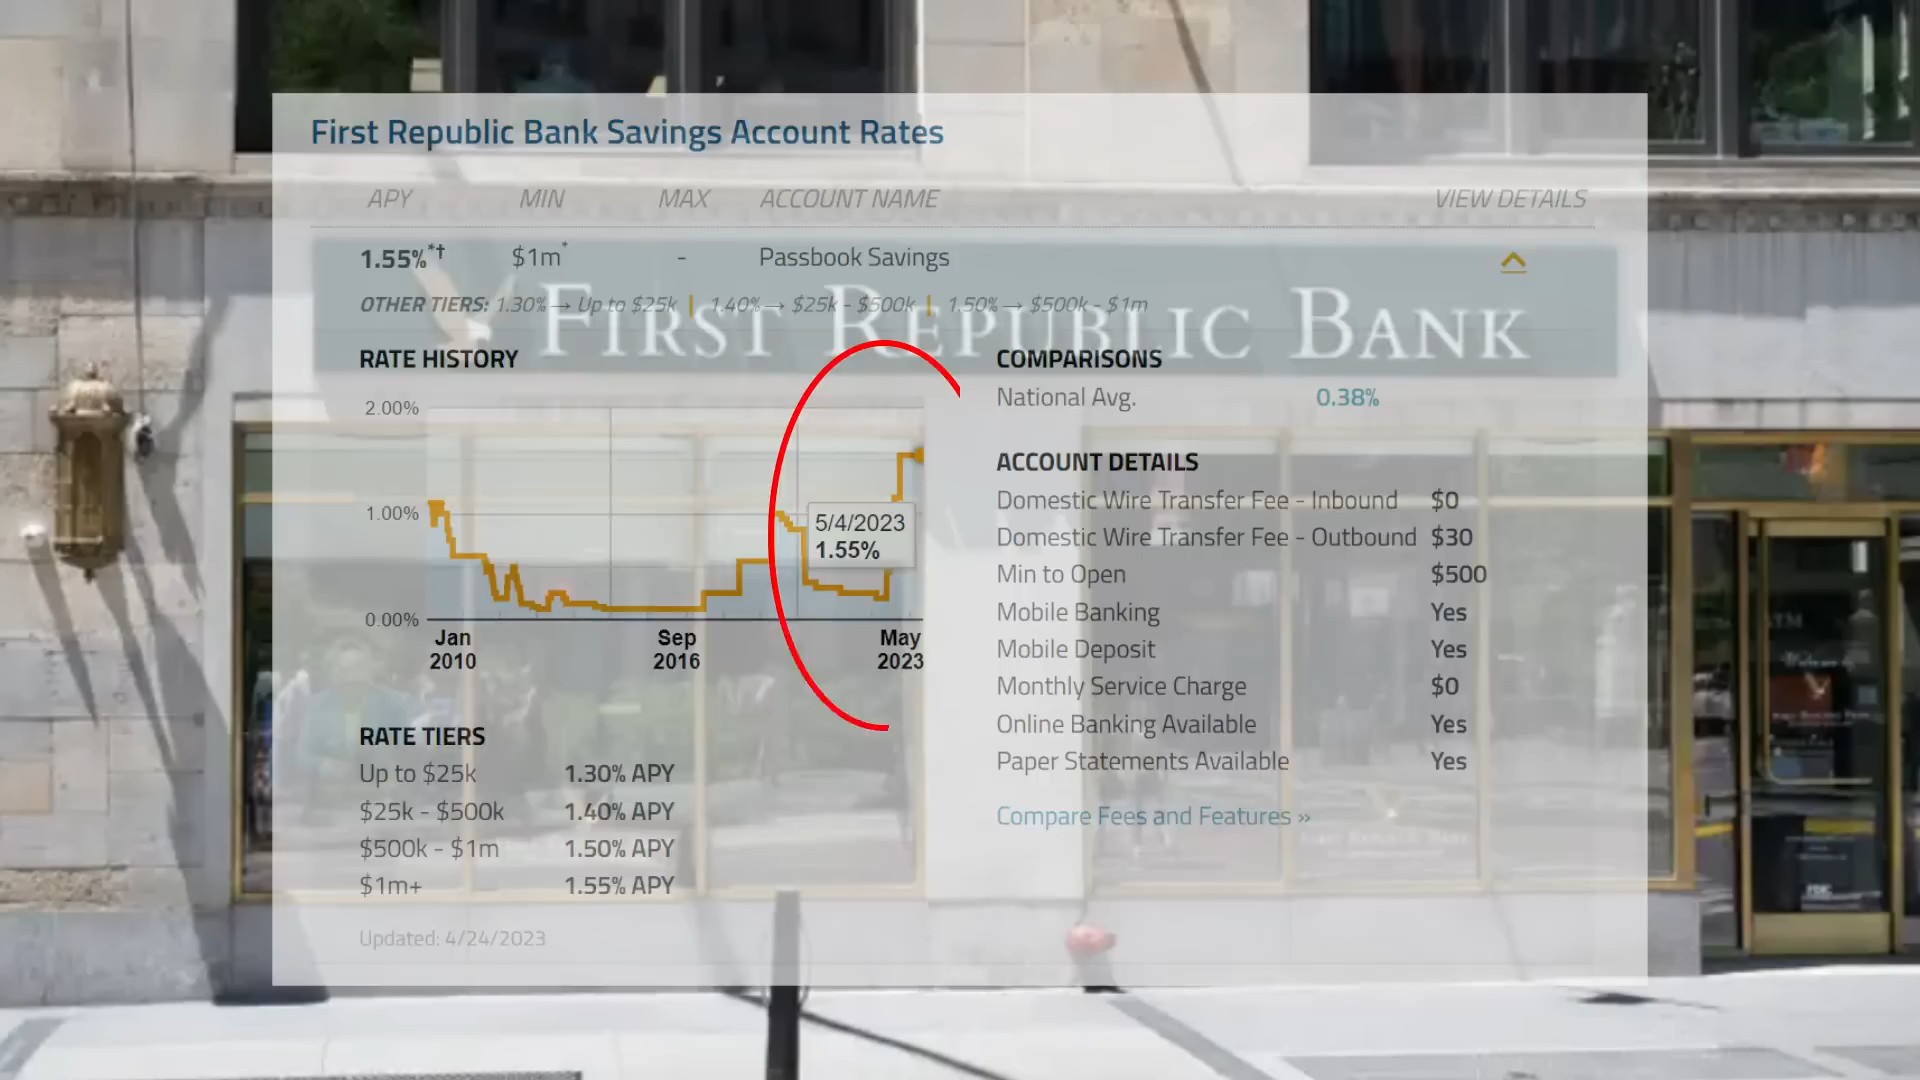 First Republic Bank Savings Account Rates
APY MIN MAX ACCOUNT NAME VIEW DETAILS
1.55%*† $1m* - Passbook Savings
OTHER TIERS: 1.30%→ Up to $25k | 1.40%→ $25k - $500k | 1.50%→ $500k - $1m
FIRST REPUBLIC BANK
RATE HISTORY
2.00%
1.00%
0.00%
5/4/2023
1.55%
Jan 2010
Sep 2016
May 2023
RATE TIERS
Up to $25k 1.30% APY
$25k - $500k 1.40% APY
$500k - $1m 1.50% APY
$1m+ 1.55% APY
Updated: 4/24/2023
COMPARISONS
National Avg. 0.38%
ACCOUNT DETAILS
Domestic Wire Transfer Fee - Inbound $0
Domestic Wire Transfer Fee - Outbound $30
Min to Open $500
Mobile Banking Yes
Mobile Deposit Yes
Monthly Service Charge $0
Online Banking Available Yes
Paper Statements Available Yes
Compare Fees and Features »